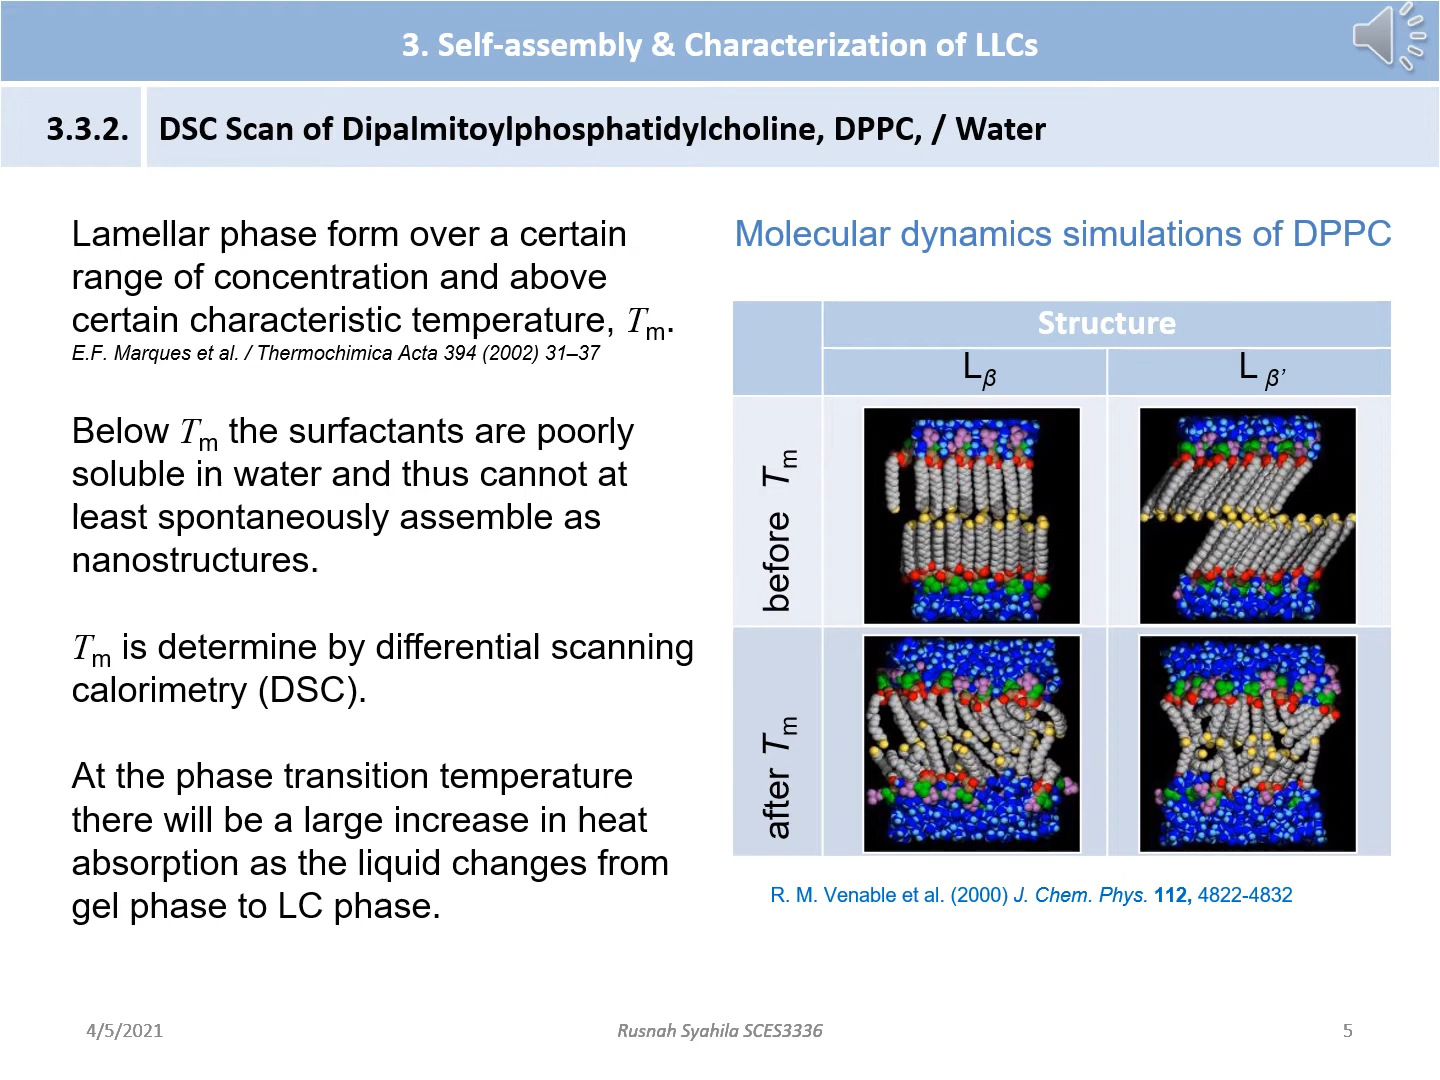 3. Self-assembly & Characterization of LLCs
3.3.2. DSC Scan of Dipalmitoylphosphatidylcholine, DPPC, / Water
Lamellar phase form over a certain
range of concentration and above
certain characteristic temperature, Tm.
E.F. Marques et al. / Thermochimica Acta 394 (2002) 31–37
Below Tm the surfactants are poorly
soluble in water and thus cannot at
least spontaneously assemble as
nanostructures.
Tm is determine by differential scanning
calorimetry (DSC).
At the phase transition temperature
there will be a large increase in heat
absorption as the liquid changes from
gel phase to LC phase.
Molecular dynamics simulations of DPPC
Structure
Lβ
L β’
before Tm
after Tm
R. M. Venable et al. (2000) J. Chem. Phys. 112, 4822-4832
4/5/2021
Rusnah Syahila SCES3336
5